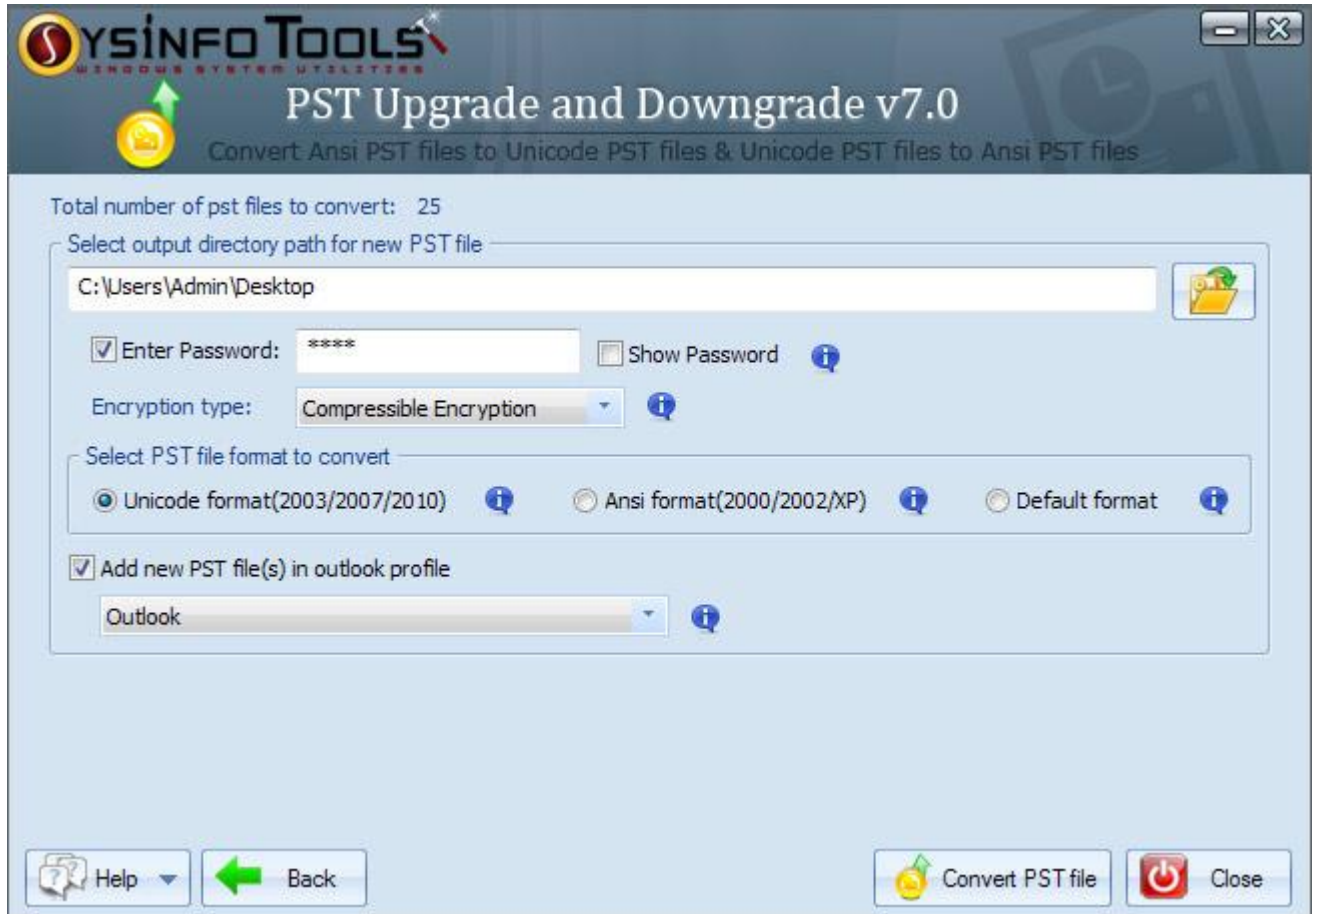 SYSINFO TOOLS
WINDOWS SYSTEM UTILITIES
PST Upgrade and Downgrade v7.0
Convert Ansi PST files to Unicode PST files & Unicode PST files to Ansi PST files
Total number of pst files to convert: 25
Select output directory path for new PST file
C:\Users\Admin\Desktop
Enter Password: **** Show Password
Encryption type: Compressible Encryption
Select PST file format to convert
Unicode format(2003/2007/2010) Ansi format(2000/2002/XP) Default format
Add new PST file(s) in outlook profile
Outlook
Help Back Convert PST file Close